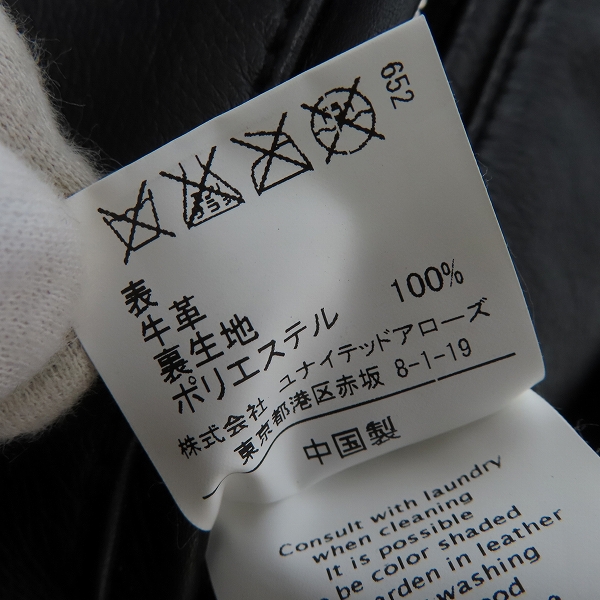 652
表
牛革
裏生地
ポリエステル 100%
株式会社 ユナイテッドアローズ
東京都港区赤坂 8-1-19
中国製
Consult with laundry
when cleaning
It is possible
be color shaded
garden in leather
washing